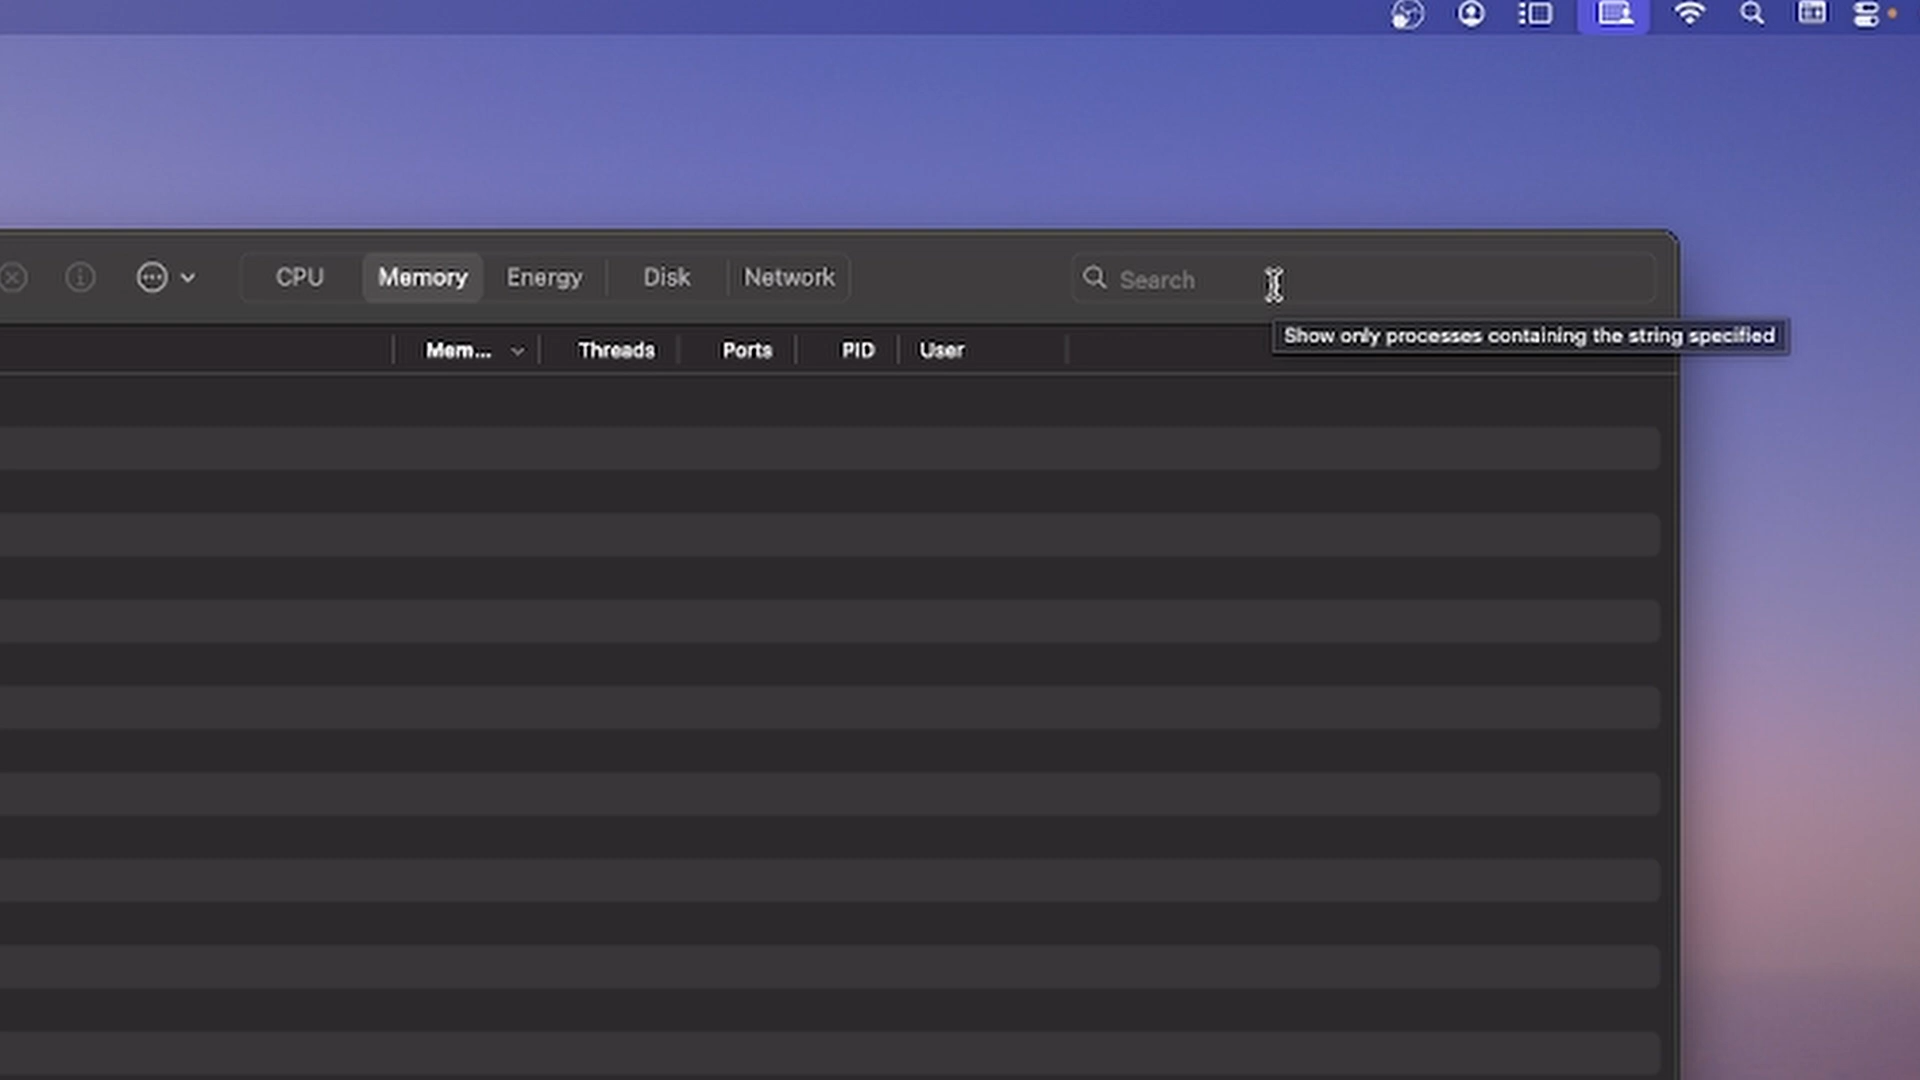 CPU Memory Energy Disk Network Search
Show only processes containing the string specified
Mem... Threads Ports PID User